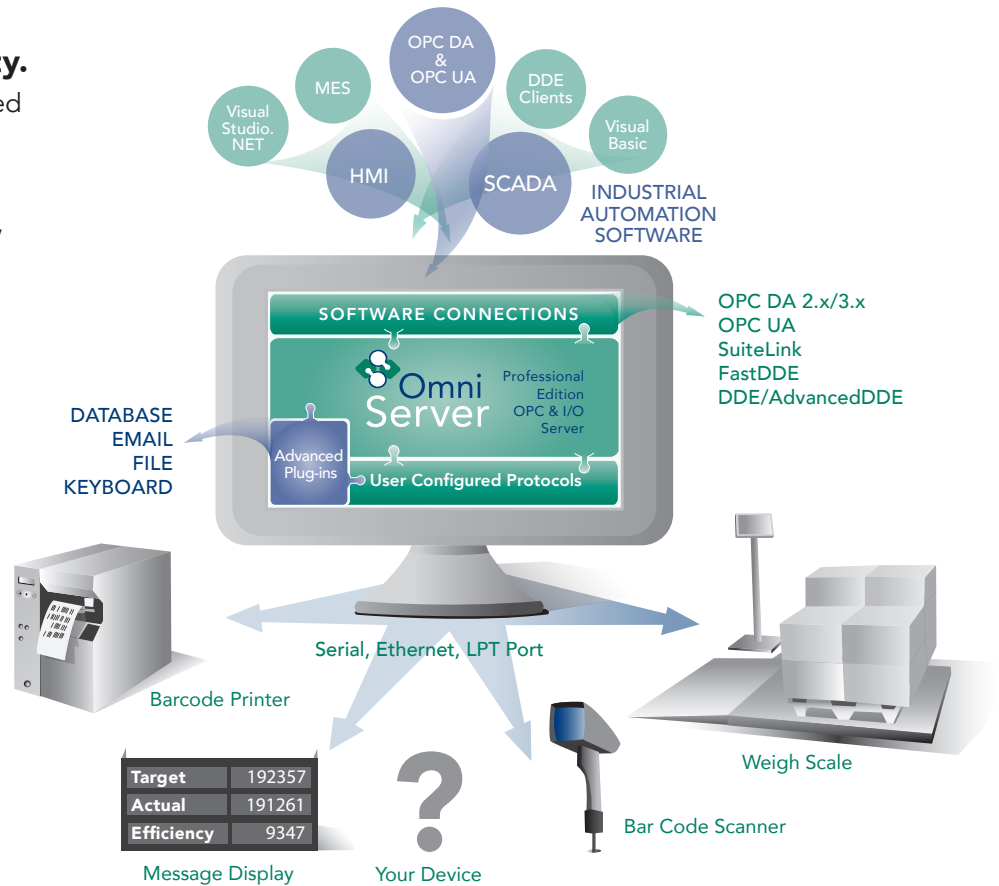 ty.
ed
OPC DA
&
OPC UA
MES
DDE
Clients
Visual
Studio.
NET
Visual
Basic
HMI
SCADA
INDUSTRIAL
AUTOMATION
SOFTWARE
SOFTWARE CONNECTIONS
OPC DA 2.x/3.x
OPC UA
SuiteLink
FastDDE
DDE/AdvancedDDE
Omni
Server
Professional
Edition
OPC & I/O
Server
DATABASE
EMAIL
FILE
KEYBOARD
Advanced
Plug-ins
User Configured Protocols
Serial, Ethernet, LPT Port
Barcode Printer
Weigh Scale
Target 192357
Actual 191261
Efficiency 9347
Bar Code Scanner
Message Display
Your Device